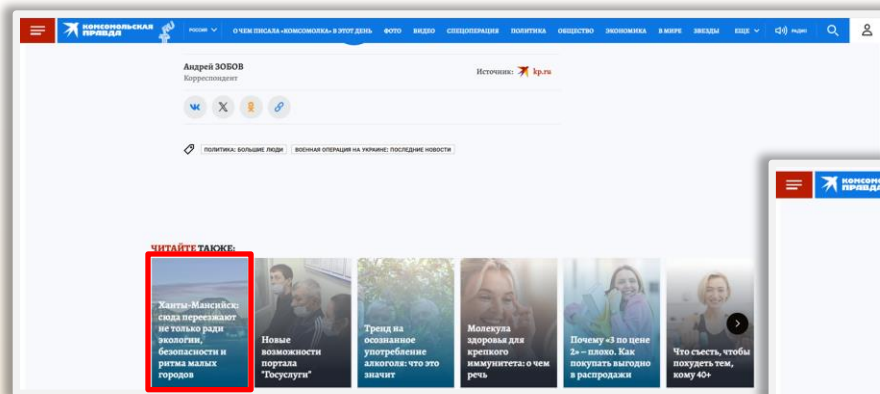 КОМСОМОЛЬСКАЯ
ПРАВДА
РОССИЯ
О ЧЕМ ПИСАЛА «КОМСОМОЛКА» В ЭТОТ ДЕНЬ ФОТО ВИДЕО СПЕЦОПЕРАЦИЯ ПОЛИТИКА ОБЩЕСТВО ЭКОНОМИКА В МИРЕ ЗВЕЗДЫ ЕЩЕ РАДИО
Андрей ЗОБОВ
Корреспондент
Источник: kp.ru
ПОЛИТИКА: БОЛЬШИЕ ЛЮДИ ВОЕННАЯ ОПЕРАЦИЯ НА УКРАИНЕ: ПОСЛЕДНИЕ НОВОСТИ
ЧИТАЙТЕ ТАКЖЕ:
Ханты-Мансийск:
сюда переезжают
не только ради
экологии,
безопасности и
ритма малых
городов
Новые
возможности
портала
"Госуслуги"
Тренд на
осознанное
употребление
алкоголя: что это
значит
Молекула
здоровья для
крепкого
иммунитета: о чем
речь
Почему «3 по цене
2» – плохо. Как
покупать выгодно
в распродажи
Что съесть, чтобы
похудеть тем,
кому 40+
ПРАВДА